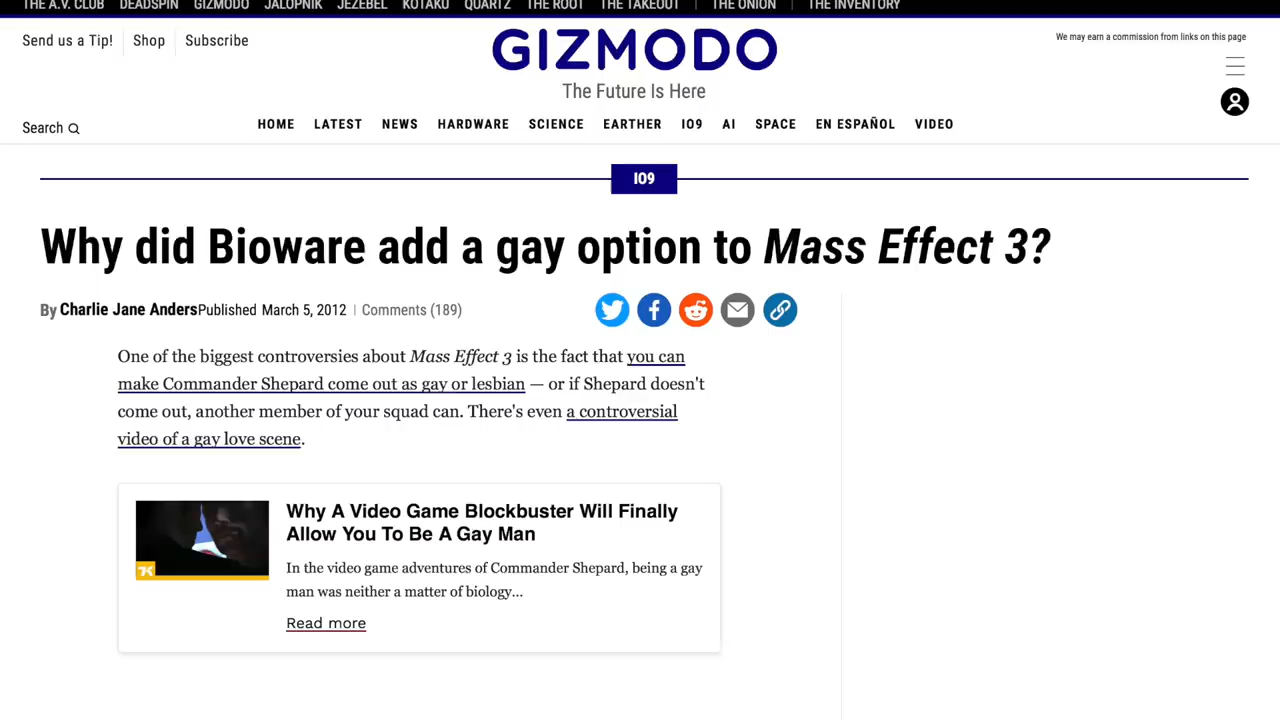 THE A.V. CLUB DEADSPIN GIZMODO JALOPNIK JEZEBEL KOTAKU QUARTZ THE ROOT THE TAKEOUT THE ONION THE INVENTORY
Send us a Tip! Shop Subscribe
GIZMODO
We may earn a commission from links on this page
The Future Is Here
Search
HOME LATEST NEWS HARDWARE SCIENCE EARTHER IO9 AI SPACE EN ESPAÑOL VIDEO
IO9
Why did Bioware add a gay option to Mass Effect 3?
By Charlie Jane AndersPublished March 5, 2012 | Comments (189)
One of the biggest controversies about Mass Effect 3 is the fact that you can
make Commander Shepard come out as gay or lesbian — or if Shepard doesn't
come out, another member of your squad can. There's even a controversial
video of a gay love scene.
Why A Video Game Blockbuster Will Finally
Allow You To Be A Gay Man
In the video game adventures of Commander Shepard, being a gay
man was neither a matter of biology...
Read more